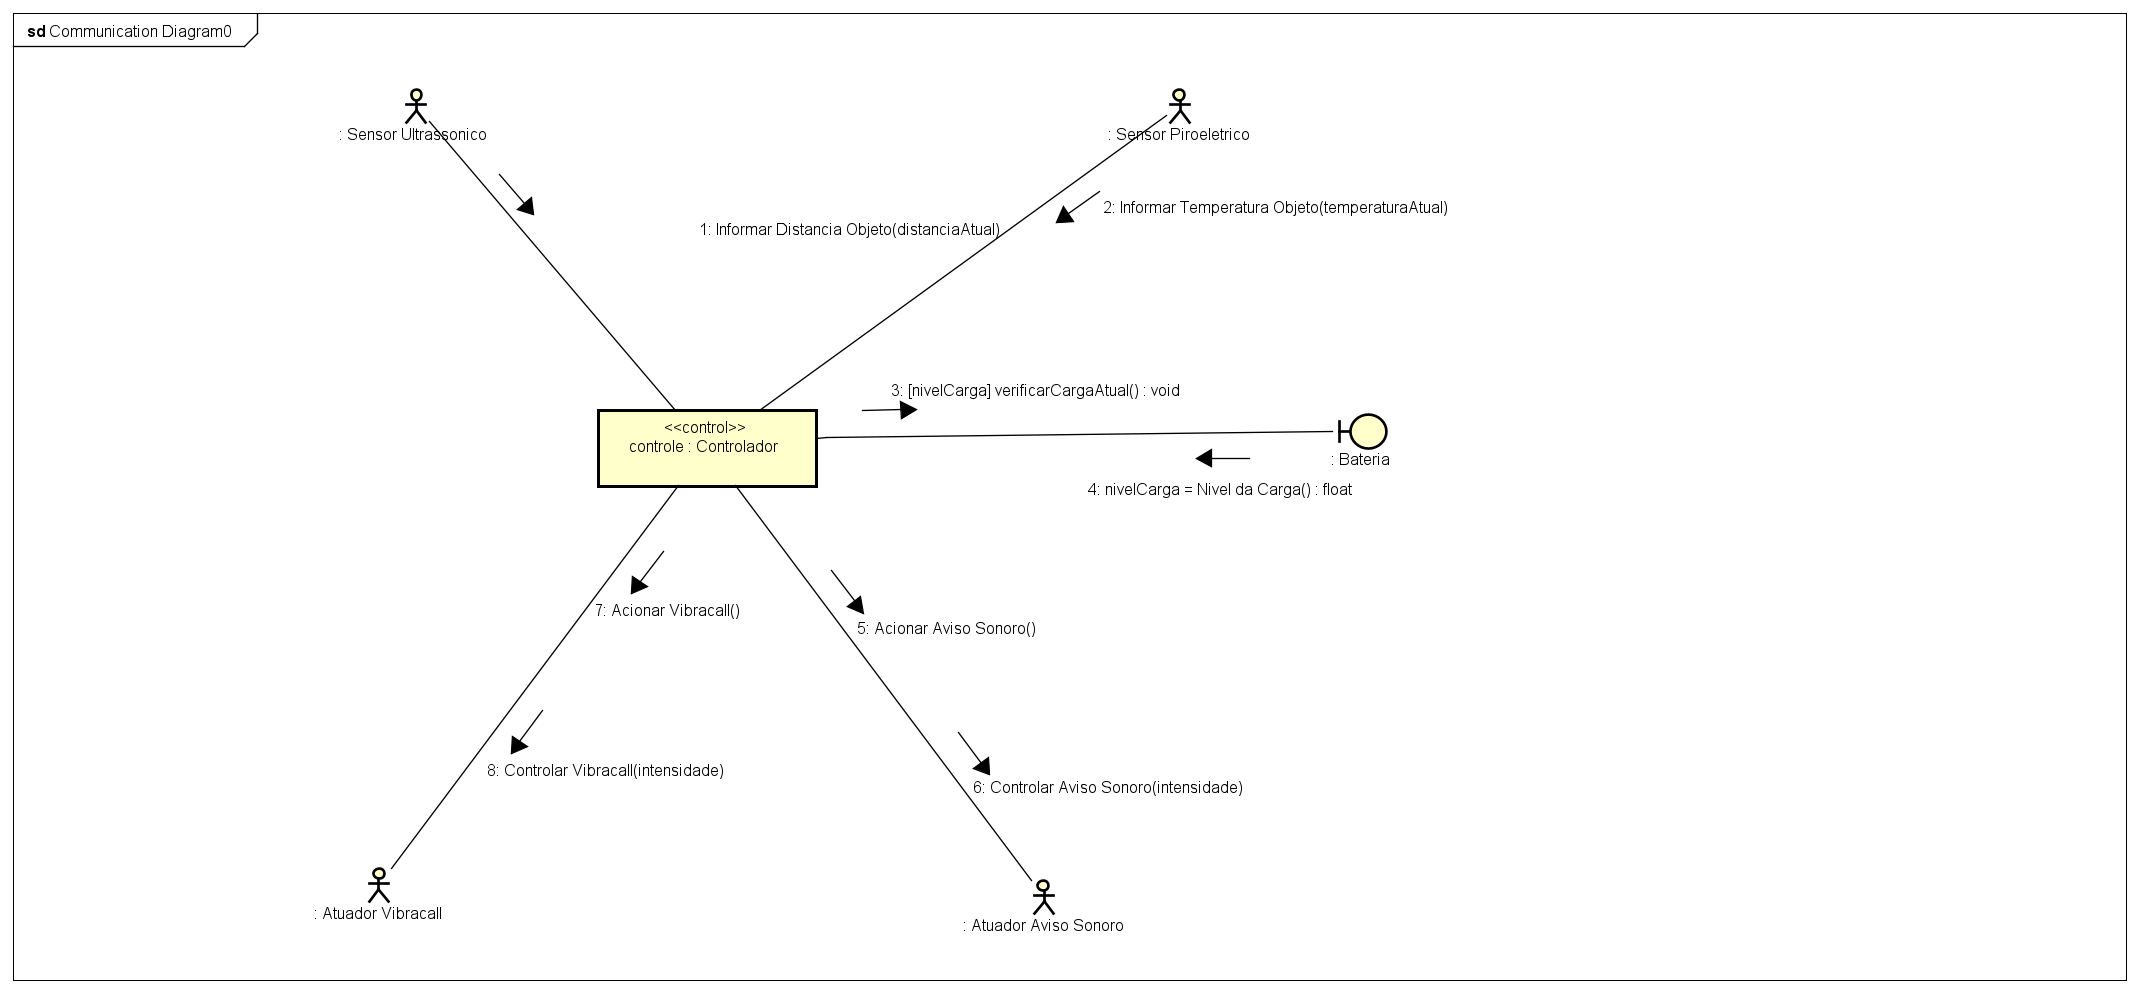 sd Communication Diagram0
: Sensor Ultrassonico
: Sensor Piroeletrico
2: Informar Temperatura Objeto(temperaturaAtual)
1: Informar Distancia Objeto(distanciaAtual)
3: [nivelCarga] verificarCargaAtual() : void
<<control>>
controle : Controlador
: Bateria
4: nivelCarga = Nivel da Carga() : float
7: Acionar Vibracall()
5: Acionar Aviso Sonoro()
8: Controlar Vibracall(intensidade)
6: Controlar Aviso Sonoro(intensidade)
: Atuador Vibracall
: Atuador Aviso Sonoro